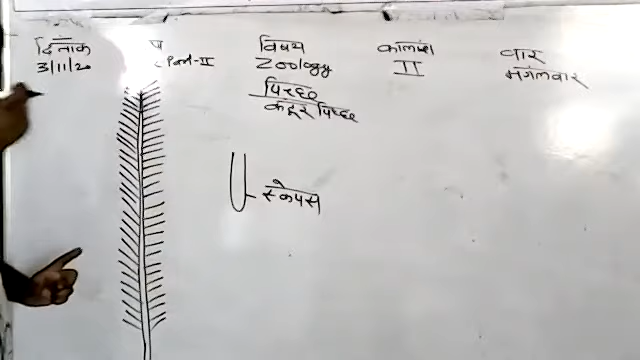 दिनांक विषय कालांश वार
3/11/20 Part-II Zoology II मंगलवार
पिच्छ
कंटूर पिच्छ
स्केपस